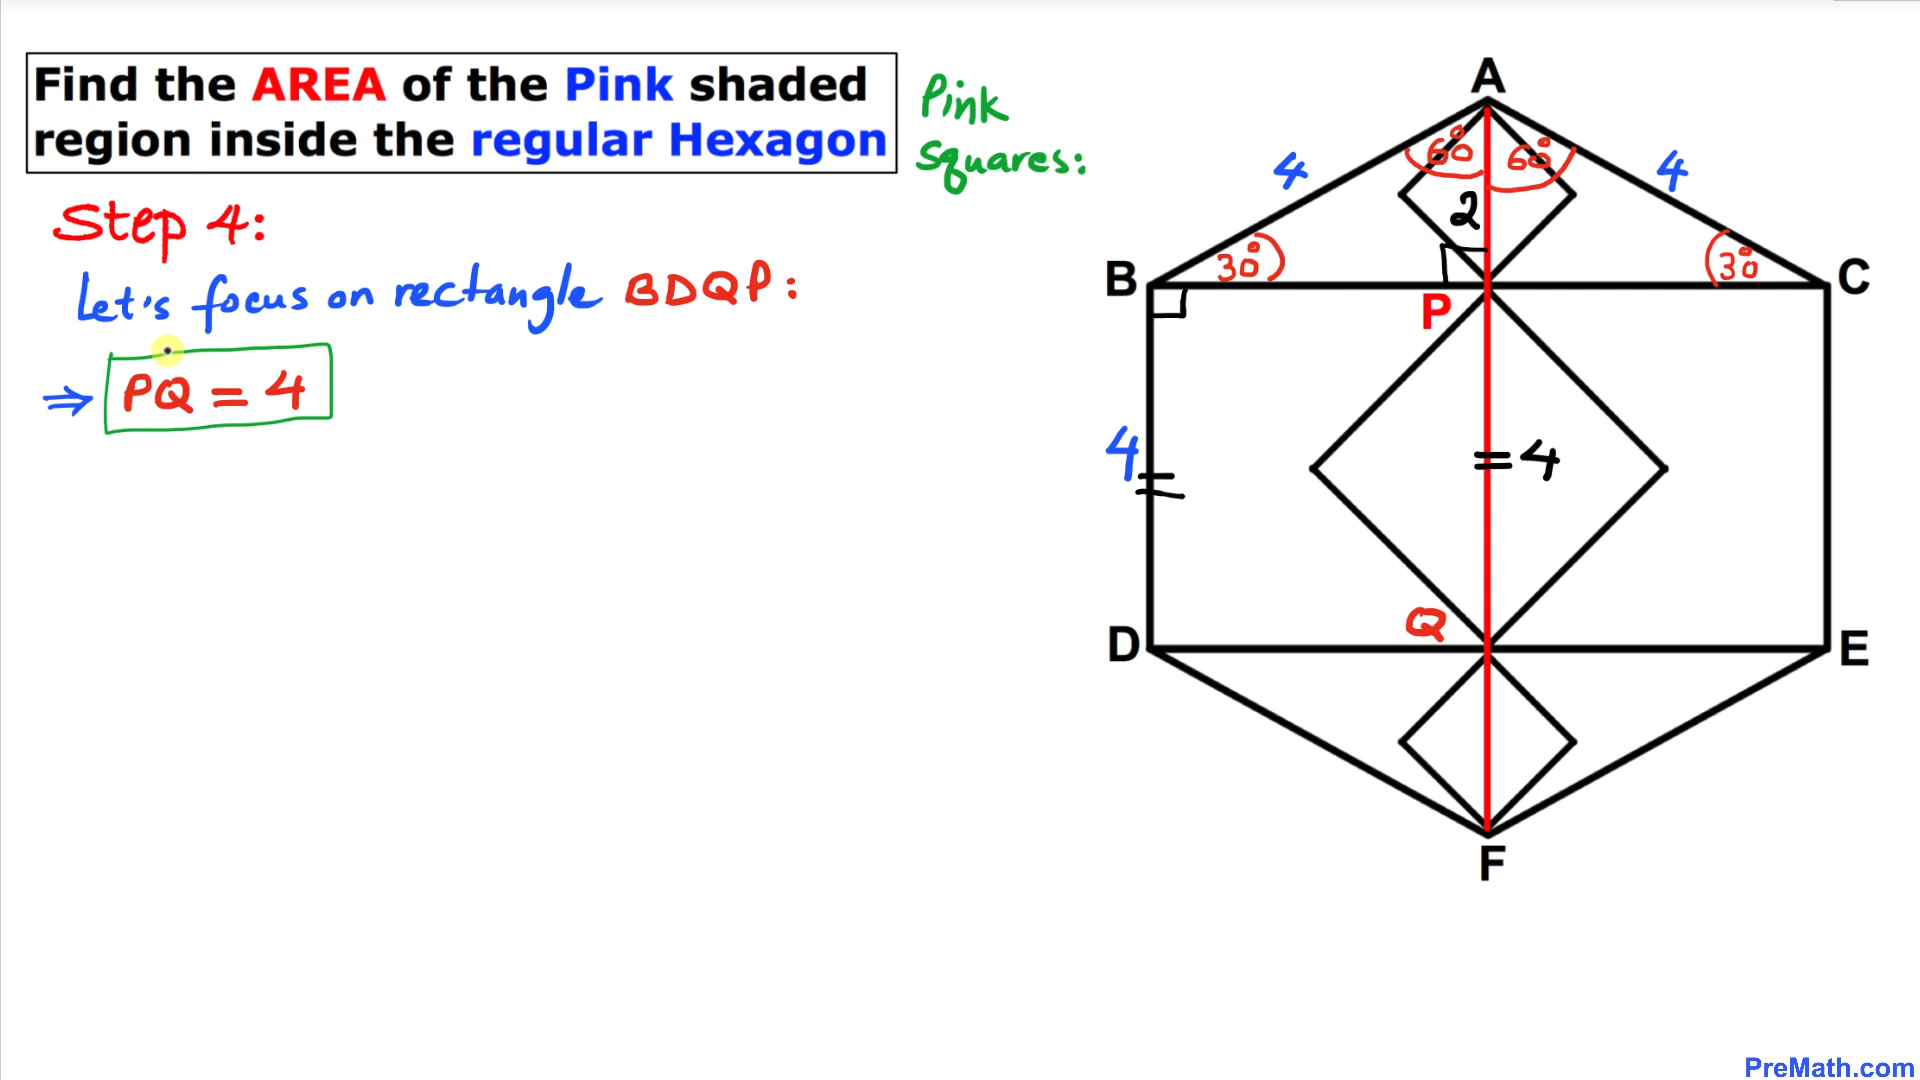 Find the AREA of the Pink shaded
region inside the regular Hexagon
Pink
Squares:
Step 4:
Let's focus on rectangle BDQP:
⇒ PQ = 4
A
4
60° 60°
4
2
B
30°
30°
C
P
4
= 4
Q
D
E
F
PreMath.com